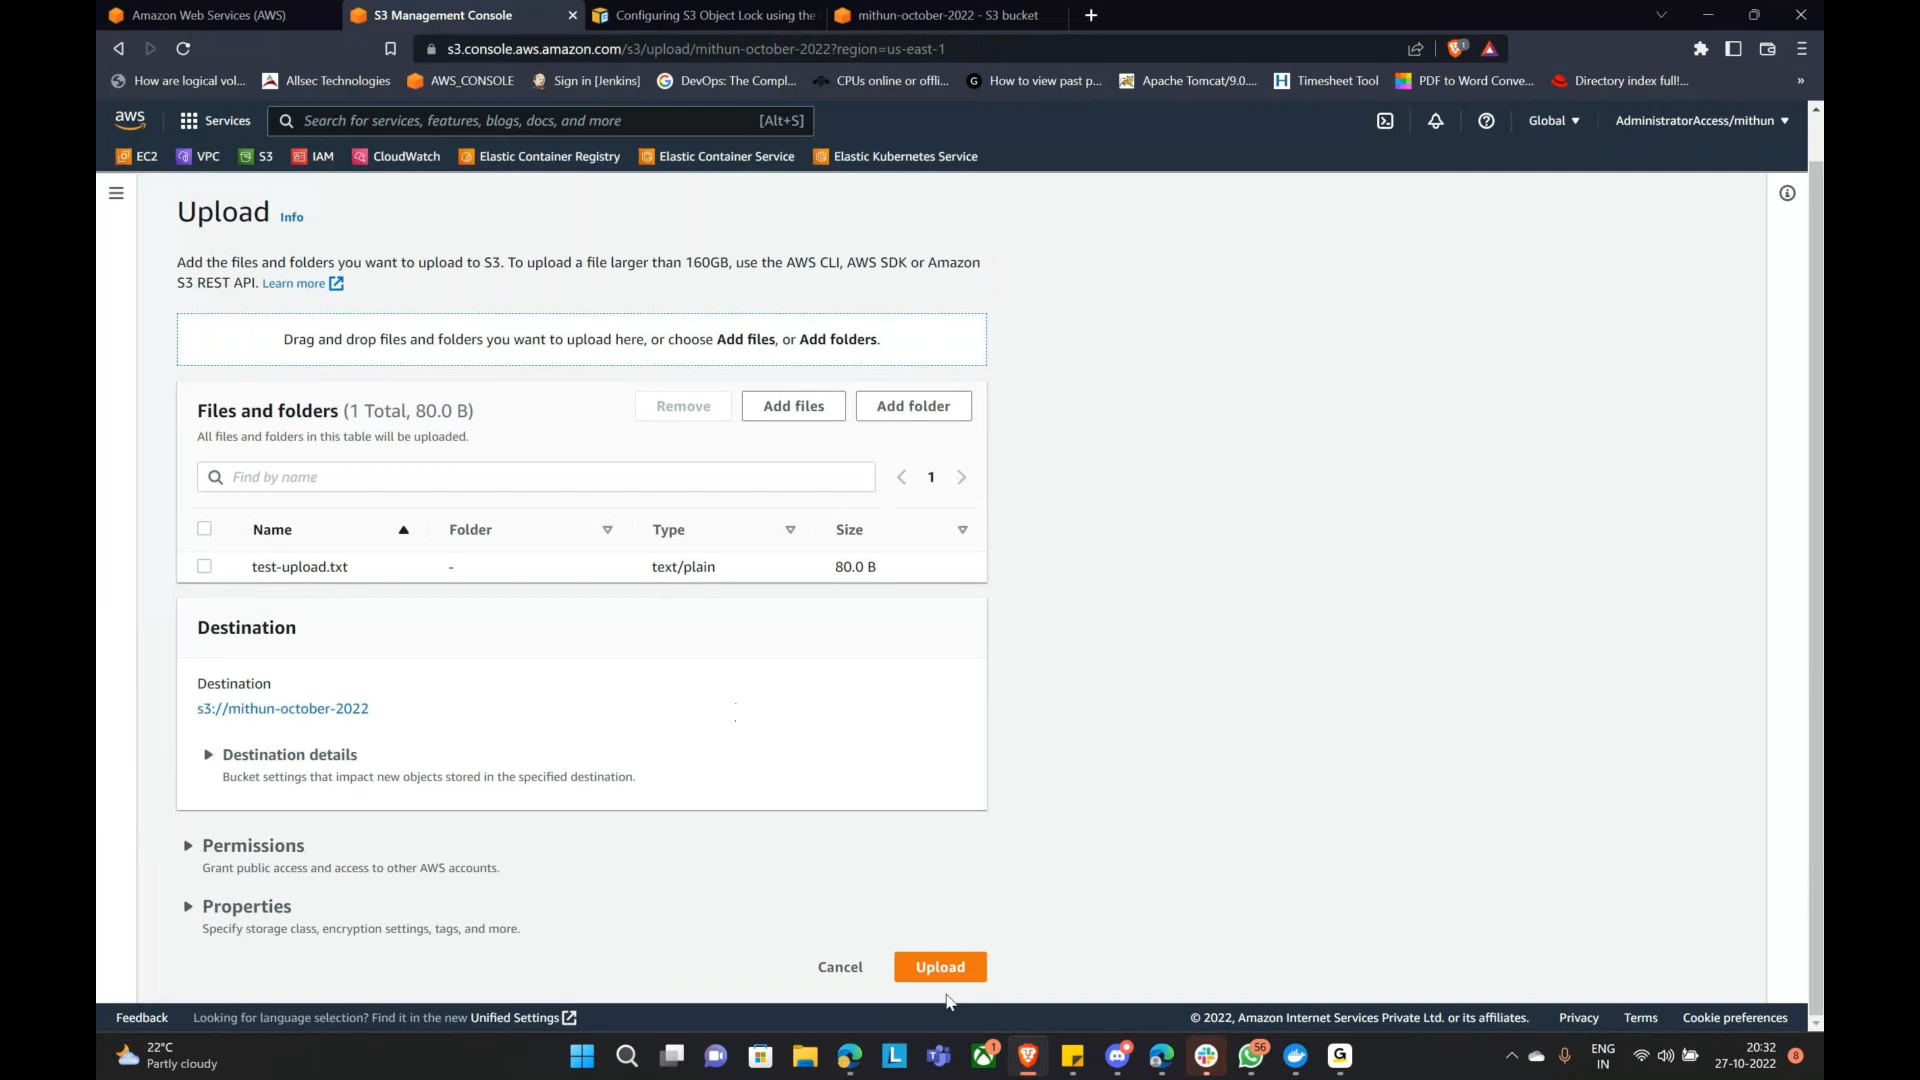 Amazon Web Services (AWS)
S3 Management Console
Configuring S3 Object Lock using the
mithun-october-2022 - S3 bucket
s3.console.aws.amazon.com/s3/upload/mithun-october-2022?region=us-east-1
1
How are logical vol...
Allsec Technologies
AWS_CONSOLE
Sign in [Jenkins]
DevOps: The Compl...
CPUs online or offli...
How to view past p...
Apache Tomcat/9.0....
Timesheet Tool
PDF to Word Conve...
Directory index full!...
»
aws
Services
Search for services, features, blogs, docs, and more
[Alt+S]
Global
AdministratorAccess/mithun
EC2
VPC
S3
IAM
CloudWatch
Elastic Container Registry
Elastic Container Service
Elastic Kubernetes Service
Upload Info
Add the files and folders you want to upload to S3. To upload a file larger than 160GB, use the AWS CLI, AWS SDK or Amazon
S3 REST API. Learn more
Drag and drop files and folders you want to upload here, or choose Add files, or Add folders.
Files and folders (1 Total, 80.0 B)
Remove
Add files
Add folder
All files and folders in this table will be uploaded.
Find by name
1
Name
Folder
Type
Size
test-upload.txt
-
text/plain
80.0 B
Destination
Destination
s3://mithun-october-2022
Destination details
Bucket settings that impact new objects stored in the specified destination.
Permissions
Grant public access and access to other AWS accounts.
Properties
Specify storage class, encryption settings, tags, and more.
Cancel
Upload
Feedback
Looking for language selection? Find it in the new Unified Settings
© 2022, Amazon Internet Services Private Ltd. or its affiliates.
Privacy
Terms
Cookie preferences
22°C
Partly cloudy
L
1
56
G
ENG
IN
20:32
27-10-2022
8